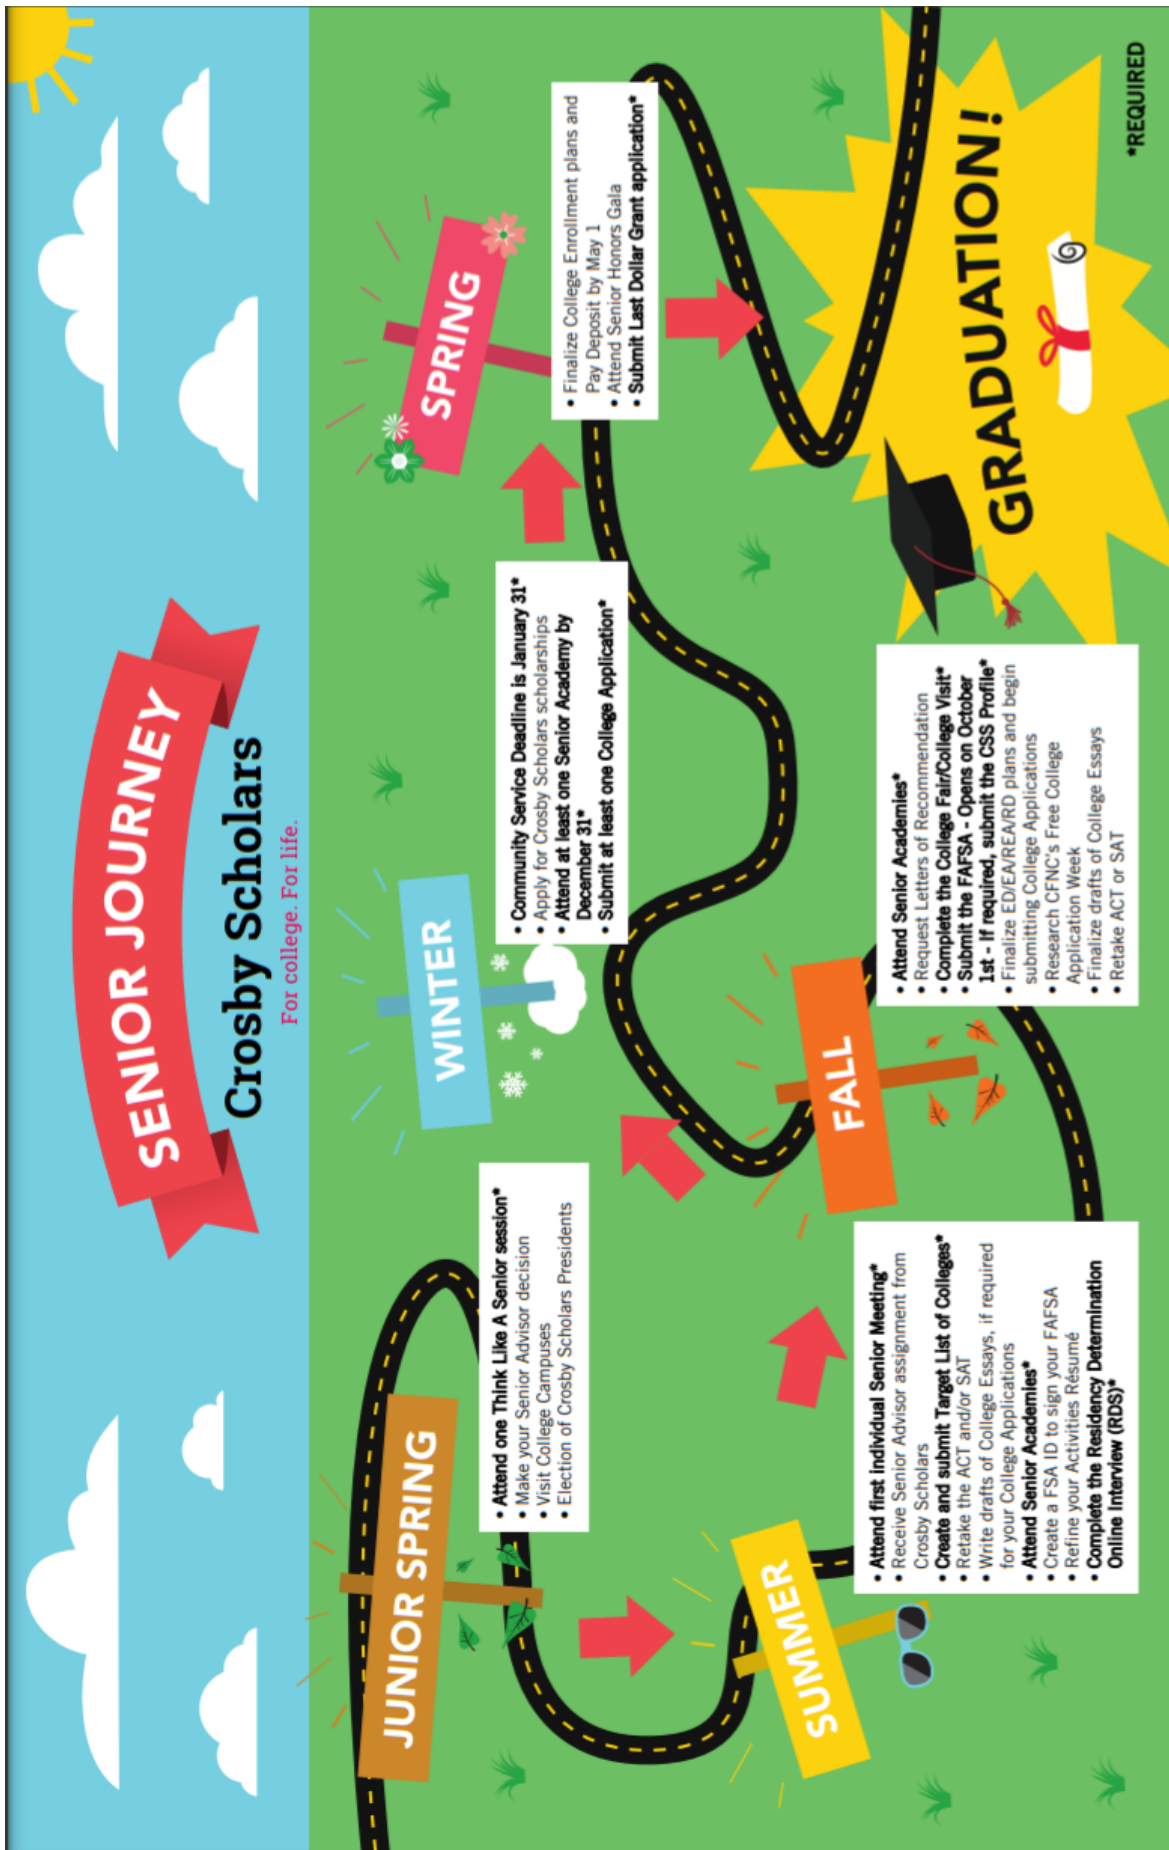 SENIOR JOURNEY
Crosby Scholars
For college. For life.
JUNIOR SPRING
• Attend one Think Like A Senior session*
• Make your Senior Advisor decision
• Visit College Campuses
• Election of Crosby Scholars Presidents
SUMMER
• Attend first individual Senior Meeting*
• Receive Senior Advisor assignment from
Crosby Scholars
• Create and submit Target List of Colleges*
• Retake the ACT and/or SAT
• Write drafts of College Essays, if required
for your College Applications
• Attend Senior Academies*
• Create a FSA ID to sign your FAFSA
• Refine your Activities Résumé
• Complete the Residency Determination
Online Interview (RDS)*
FALL
• Attend Senior Academies*
• Request Letters of Recommendation
• Complete the College Fair/College Visit*
• Submit the FAFSA - Opens on October
1st - If required, submit the CSS Profile*
• Finalize ED/EA/REA/RD plans and begin
submitting College Applications
• Research CFNC's Free College
Application Week
• Finalize drafts of College Essays
• Retake ACT or SAT
WINTER
• Community Service Deadline is January 31*
• Apply for Crosby Scholars scholarships
• Attend at least one Senior Academy by
December 31*
• Submit at least one College Application*
SPRING
• Finalize College Enrollment plans and
Pay Deposit by May 1
• Attend Senior Honors Gala
• Submit Last Dollar Grant application*
GRADUATION!
*REQUIRED